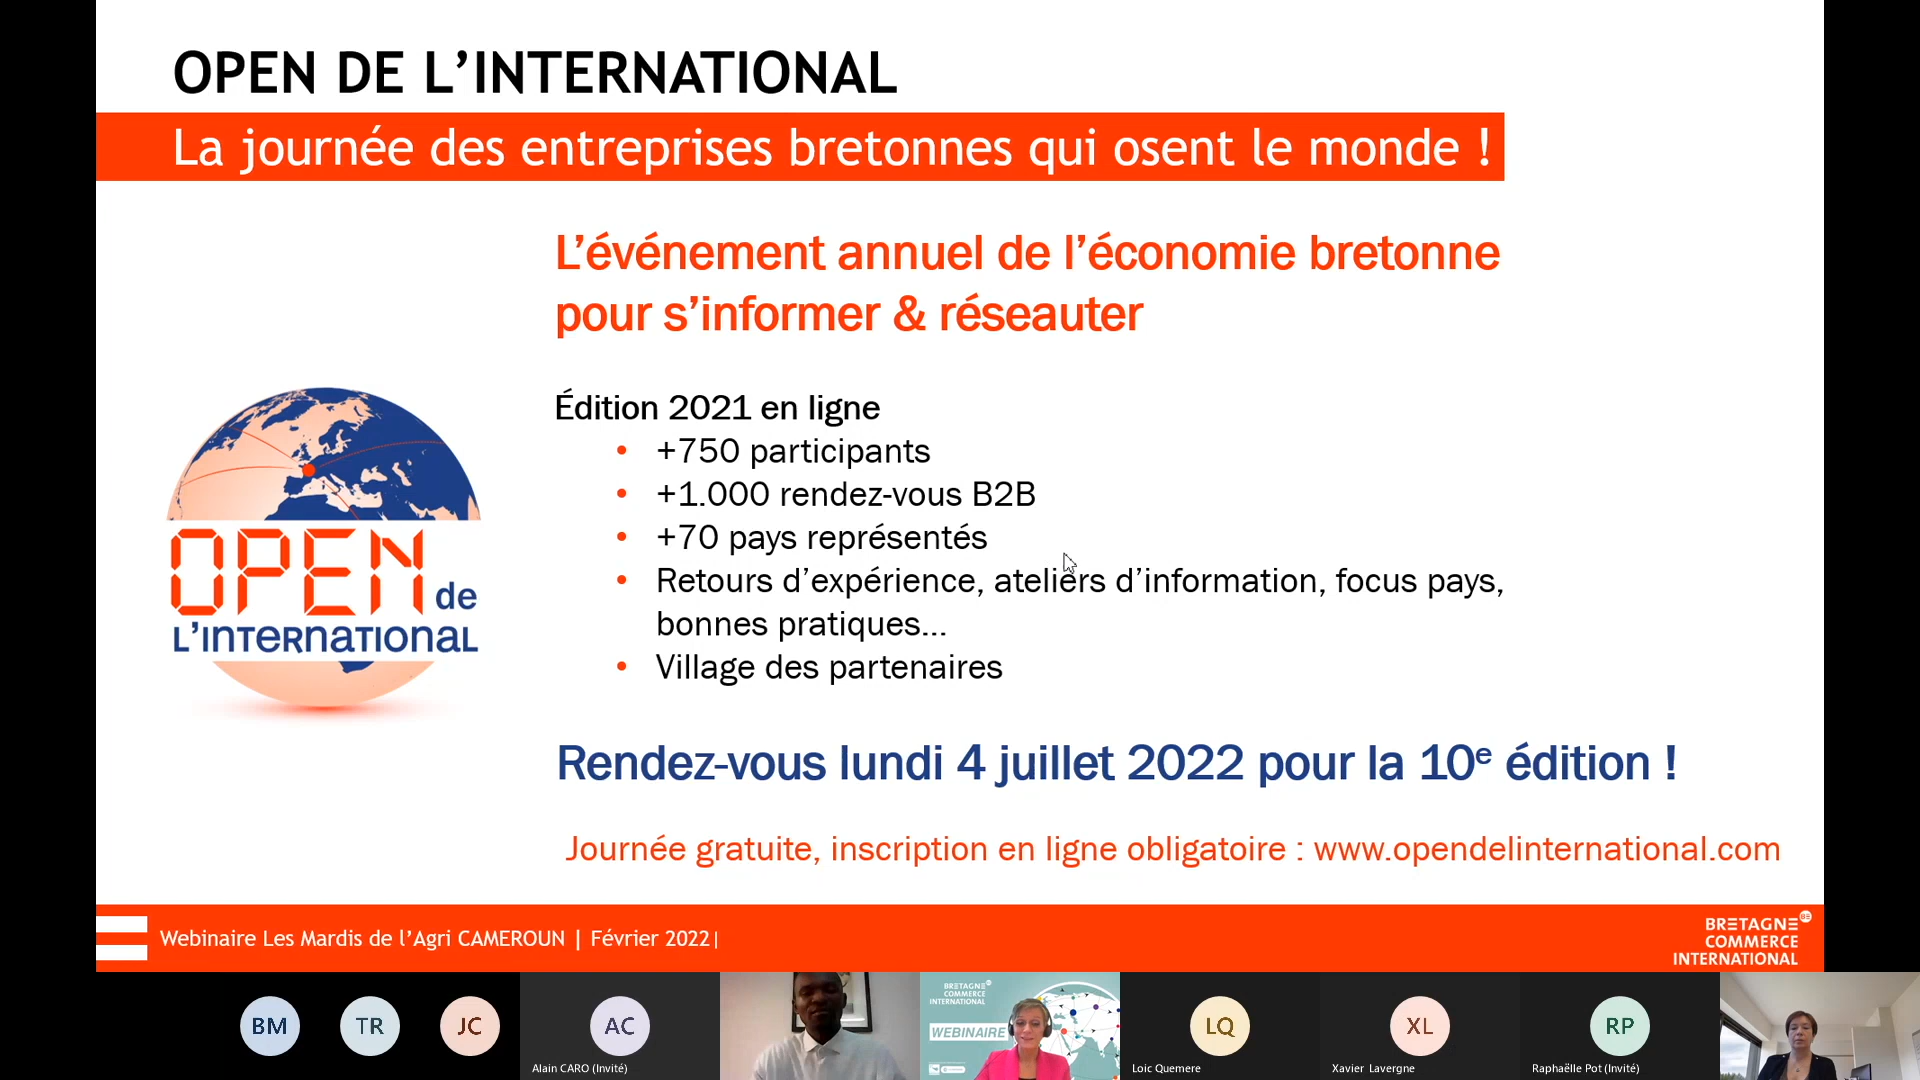 OPEN DE L’INTERNATIONAL
La journée des entreprises bretonnes qui osent le monde !
L’événement annuel de l’économie bretonne
pour s’informer & réseauter
Édition 2021 en ligne
• +750 participants
• +1.000 rendez-vous B2B
• +70 pays représentés
• Retours d’expérience, ateliers d’information, focus pays,
bonnes pratiques...
• Village des partenaires
OPEN de
L’INTERNATIONAL
Rendez-vous lundi 4 juillet 2022 pour la 10e édition !
Journée gratuite, inscription en ligne obligatoire : www.opendelinternational.com
Webinaire Les Mardis de l’Agri CAMEROUN | Février 2022|
BRETAGNE
COMMERCE
INTERNATIONAL
BM
TR
JC
AC
Alain CARO (Invité)
BRETAGNE
COMMERCE
INTERNATIONAL
WEBINAIRE
LQ
Loic Quemere
XL
Xavier Lavergne
RP
Raphaëlle Pot (Invité)